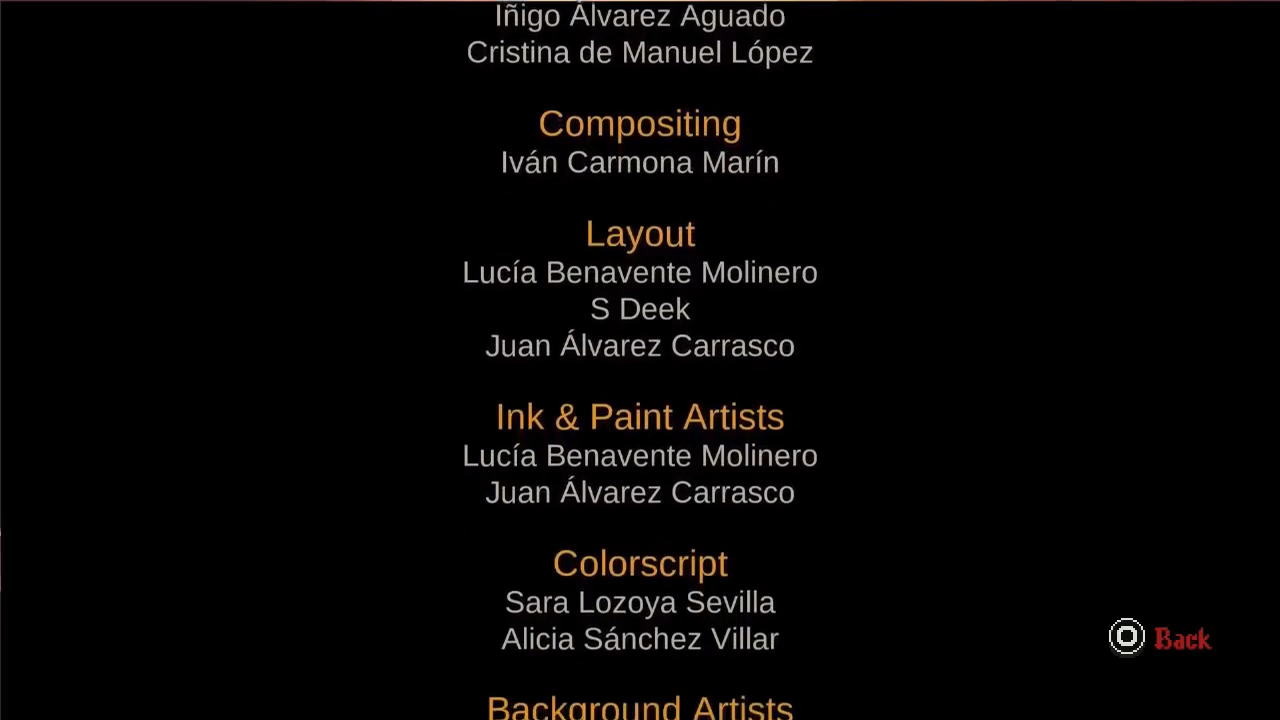 Iñigo Álvarez Aguado
Cristina de Manuel López
Compositing
Iván Carmona Marín
Layout
Lucía Benavente Molinero
S Deek
Juan Álvarez Carrasco
Ink & Paint Artists
Lucía Benavente Molinero
Juan Álvarez Carrasco
Colorscript
Sara Lozoya Sevilla
Alicia Sánchez Villar
Back
Background Artists